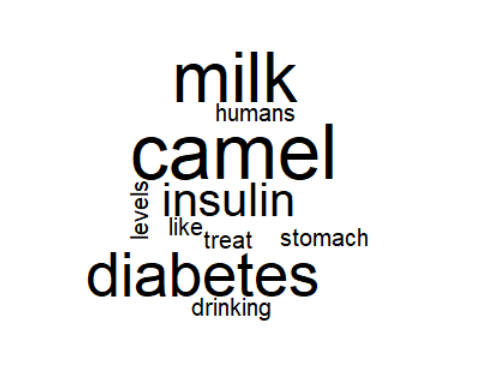 milk
humans
camel
levels
insulin
like
treat
stomach
diabetes
drinking